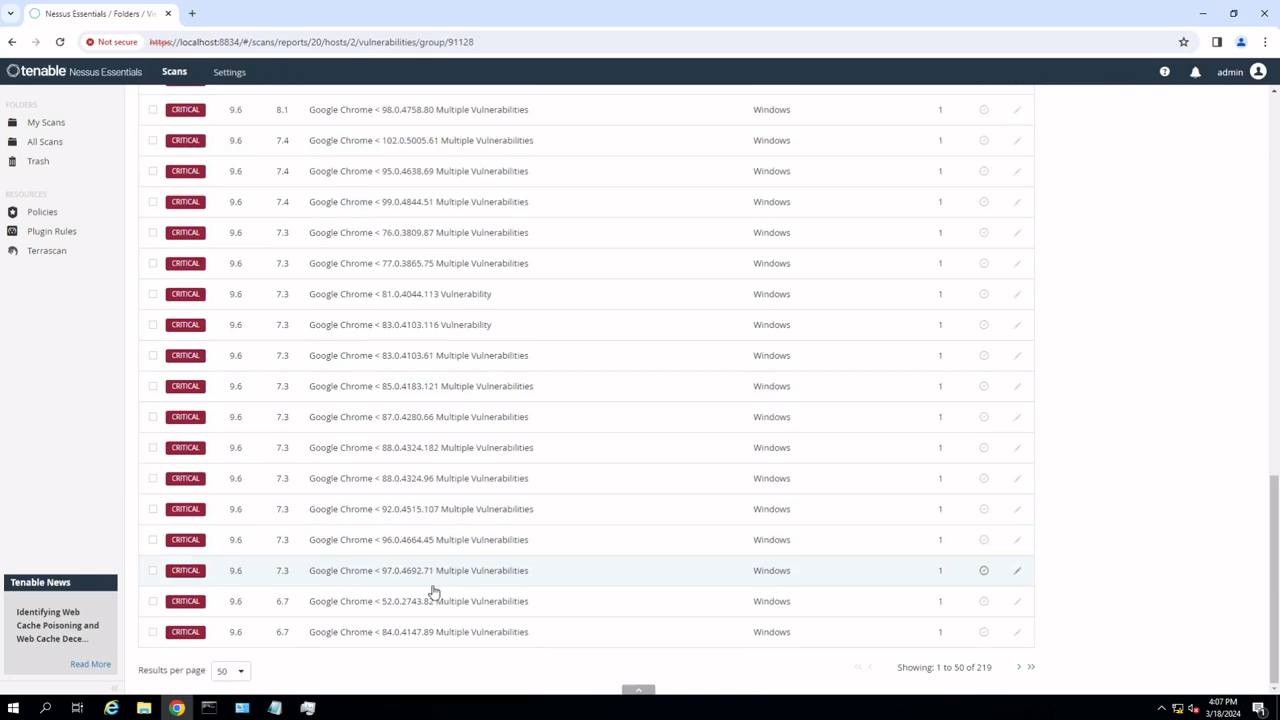 Nessus Essentials / Folders / Vie
Not secure
https://localhost:8834/#/scans/reports/20/hosts/2/vulnerabilities/group/91128
tenable Nessus Essentials
Scans
Settings
admin
FOLDERS
My Scans
All Scans
Trash
RESOURCES
Policies
Plugin Rules
Terrascan
CRITICAL 9.6 8.1 Google Chrome < 98.0.4758.80 Multiple Vulnerabilities Windows 1
CRITICAL 9.6 7.4 Google Chrome < 102.0.5005.61 Multiple Vulnerabilities Windows 1
CRITICAL 9.6 7.4 Google Chrome < 95.0.4638.69 Multiple Vulnerabilities Windows 1
CRITICAL 9.6 7.4 Google Chrome < 99.0.4844.51 Multiple Vulnerabilities Windows 1
CRITICAL 9.6 7.3 Google Chrome < 76.0.3809.87 Multiple Vulnerabilities Windows 1
CRITICAL 9.6 7.3 Google Chrome < 77.0.3865.75 Multiple Vulnerabilities Windows 1
CRITICAL 9.6 7.3 Google Chrome < 81.0.4044.113 Vulnerability Windows 1
CRITICAL 9.6 7.3 Google Chrome < 83.0.4103.116 Vulnerability Windows 1
CRITICAL 9.6 7.3 Google Chrome < 83.0.4103.61 Multiple Vulnerabilities Windows 1
CRITICAL 9.6 7.3 Google Chrome < 85.0.4183.121 Multiple Vulnerabilities Windows 1
CRITICAL 9.6 7.3 Google Chrome < 87.0.4280.66 Multiple Vulnerabilities Windows 1
CRITICAL 9.6 7.3 Google Chrome < 88.0.4324.182 Multiple Vulnerabilities Windows 1
CRITICAL 9.6 7.3 Google Chrome < 88.0.4324.96 Multiple Vulnerabilities Windows 1
CRITICAL 9.6 7.3 Google Chrome < 92.0.4515.107 Multiple Vulnerabilities Windows 1
CRITICAL 9.6 7.3 Google Chrome < 96.0.4664.45 Multiple Vulnerabilities Windows 1
CRITICAL 9.6 7.3 Google Chrome < 97.0.4692.71 Multiple Vulnerabilities Windows 1
CRITICAL 9.6 6.7 Google Chrome < 52.0.2743.82 Multiple Vulnerabilities Windows 1
CRITICAL 9.6 6.7 Google Chrome < 84.0.4147.89 Multiple Vulnerabilities Windows 1
Results per page 50
Showing: 1 to 50 of 219
Tenable News
Identifying Web
Cache Poisoning and
Web Cache Dece...
Read More
4:07 PM
3/18/2024
1